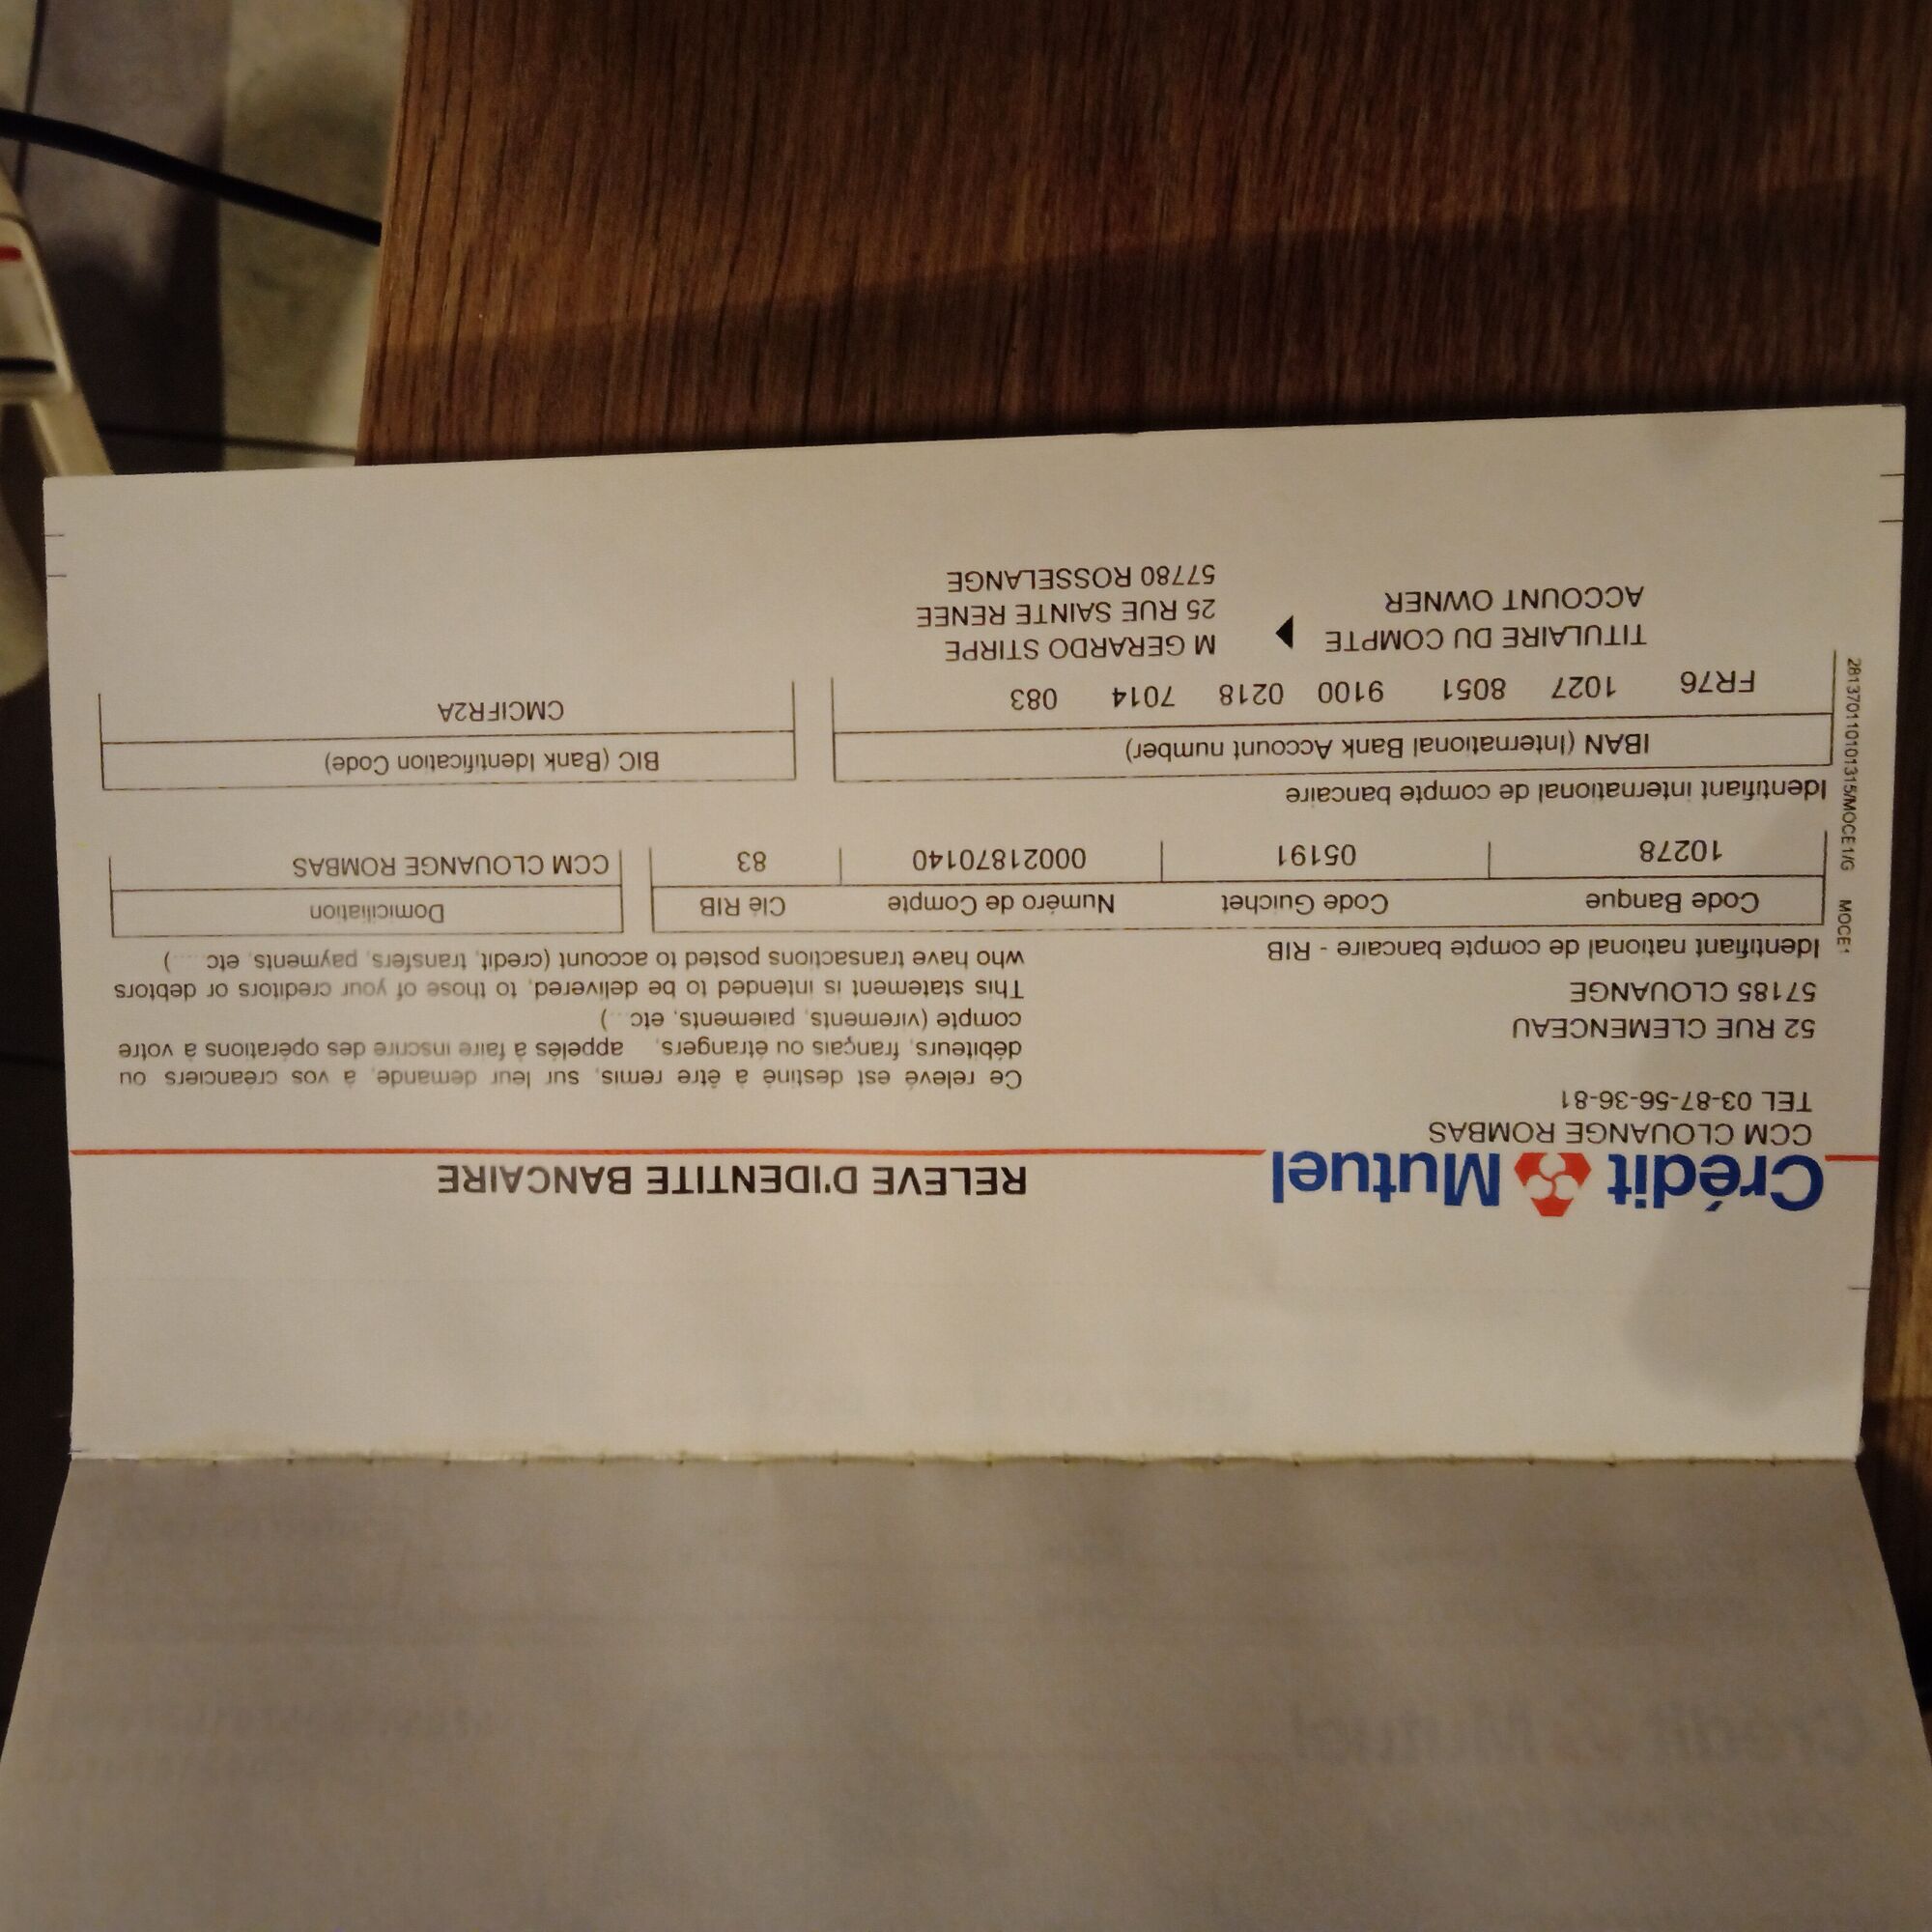 Crédit Mutuel
RELEVE D'IDENTITE BANCAIRE
CCM CLOUANGE ROMBAS
TEL 03-87-56-36-81
52 RUE CLEMENCEAU
57185 CLOUANGE
Ce relevé est destiné à être remis, sur leur demande, à vos créanciers ou
débiteurs, français ou étrangers, appelés à faire inscrire des opérations à votre
compte (virements, paiements, etc...)
This statement is intended to be delivered, to those of your creditors or debtors
who have transactions posted to account (credit, transfers, payments, etc....)
Identifiant national de compte bancaire - RIB
Code Banque Code Guichet Numéro de Compte Clé RIB Domiciliation
10278 05191 00021870140 83 CCM CLOUANGE ROMBAS
Identifiant international de compte bancaire
IBAN (International Bank Account number) BIC (Bank Identification Code)
FR76 1027 8051 9100 0218 7014 083 CMCIFR2A
TITULAIRE DU COMPTE
ACCOUNT OWNER
M GERARDO STIRPE
25 RUE SAINTE RENEE
57780 ROSSELANGE